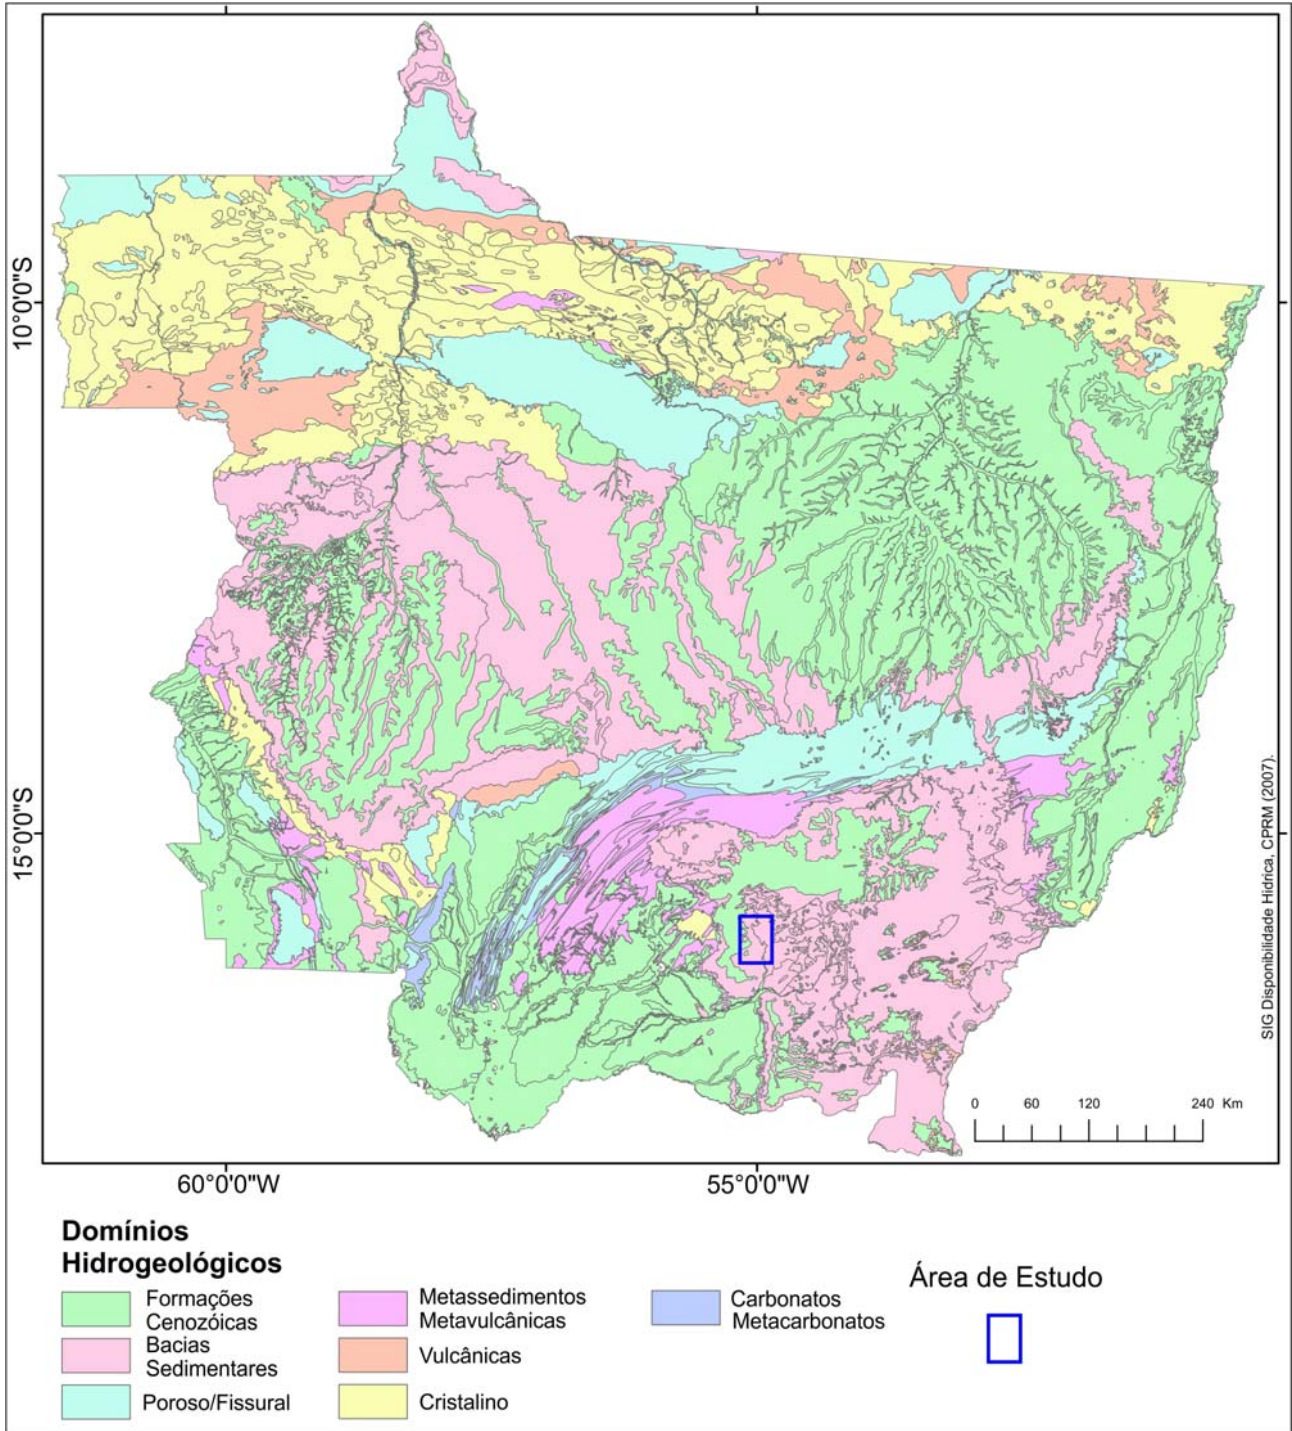 10°0'0"S
15°0'0"S
SIG Disponibilidade Hídrica, CPRM (2007).
0 60 120 240 Km
60°0'0"W 55°0'0"W
Domínios
Hidrogeológicos
Formações
Cenozóicas
Bacias
Sedimentares
Poroso/Fissural
Metassedimentos
Metavulcânicas
Vulcânicas
Cristalino
Carbonatos
Metacarbonatos
Área de Estudo